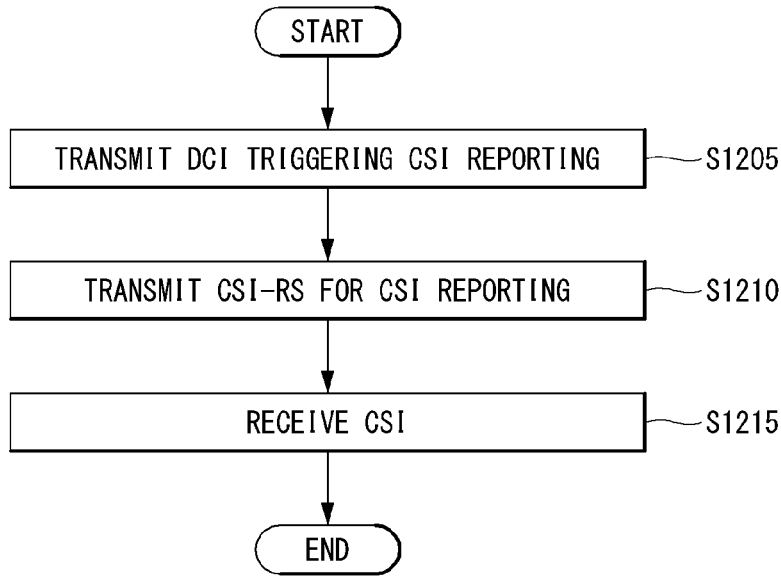 START
TRANSMIT DCI TRIGGERING CSI REPORTING
S1205
TRANSMIT CSI-RS FOR CSI REPORTING
S1210
RECEIVE CSI
S1215
END